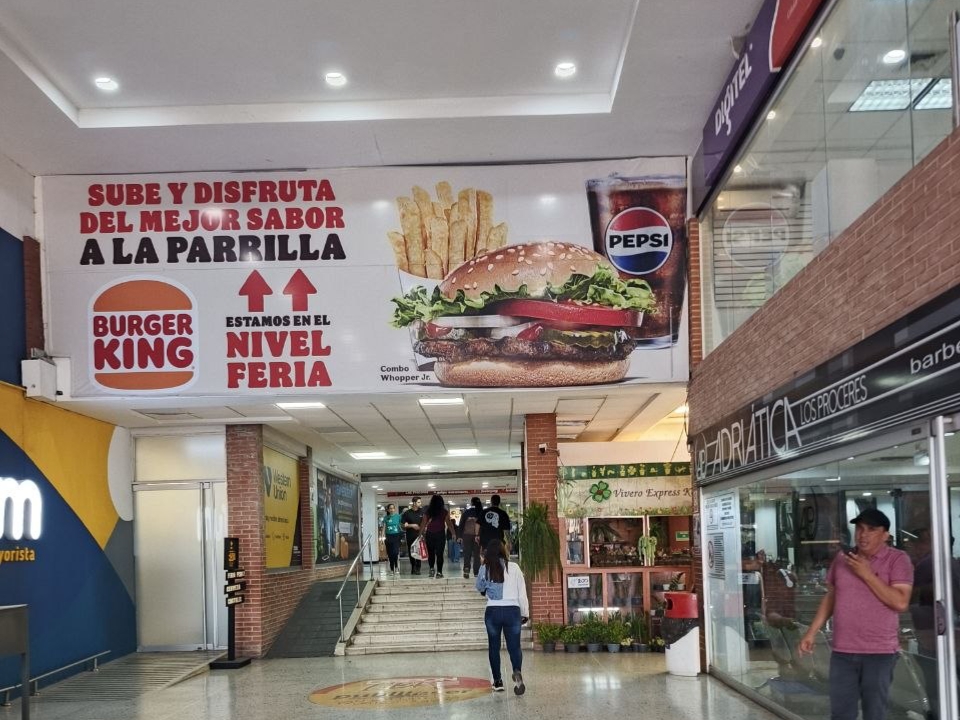 SUBE Y DISFRUTA
DEL MEJOR SABOR
A LA PARRILLA
BURGER
KING
ESTAMOS EN EL
NIVEL
FERIA
Combo
Whopper Jr.
PEPSI
DIGITEL
ADRIÁTICA LOS PRÓCERES
barbe
Western
Union
Vivero Express K
m
yorista